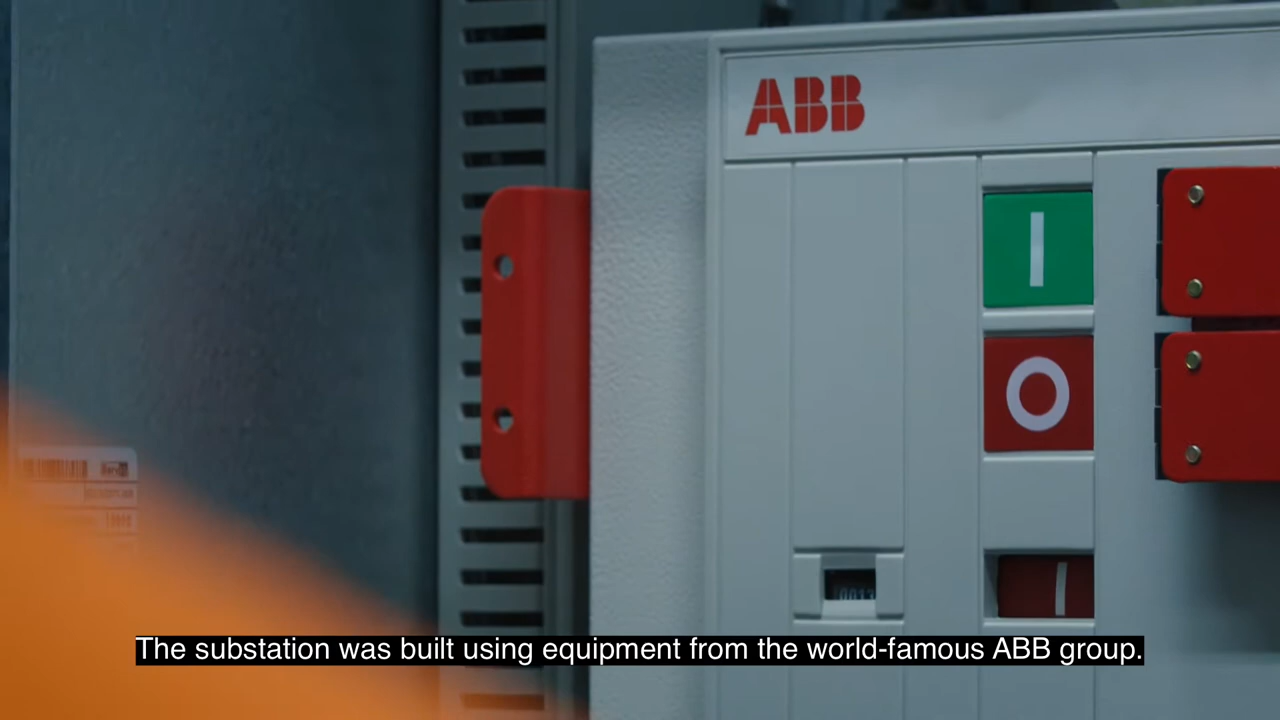 ABB
I
O
I
The substation was built using equipment from the world-famous ABB group.